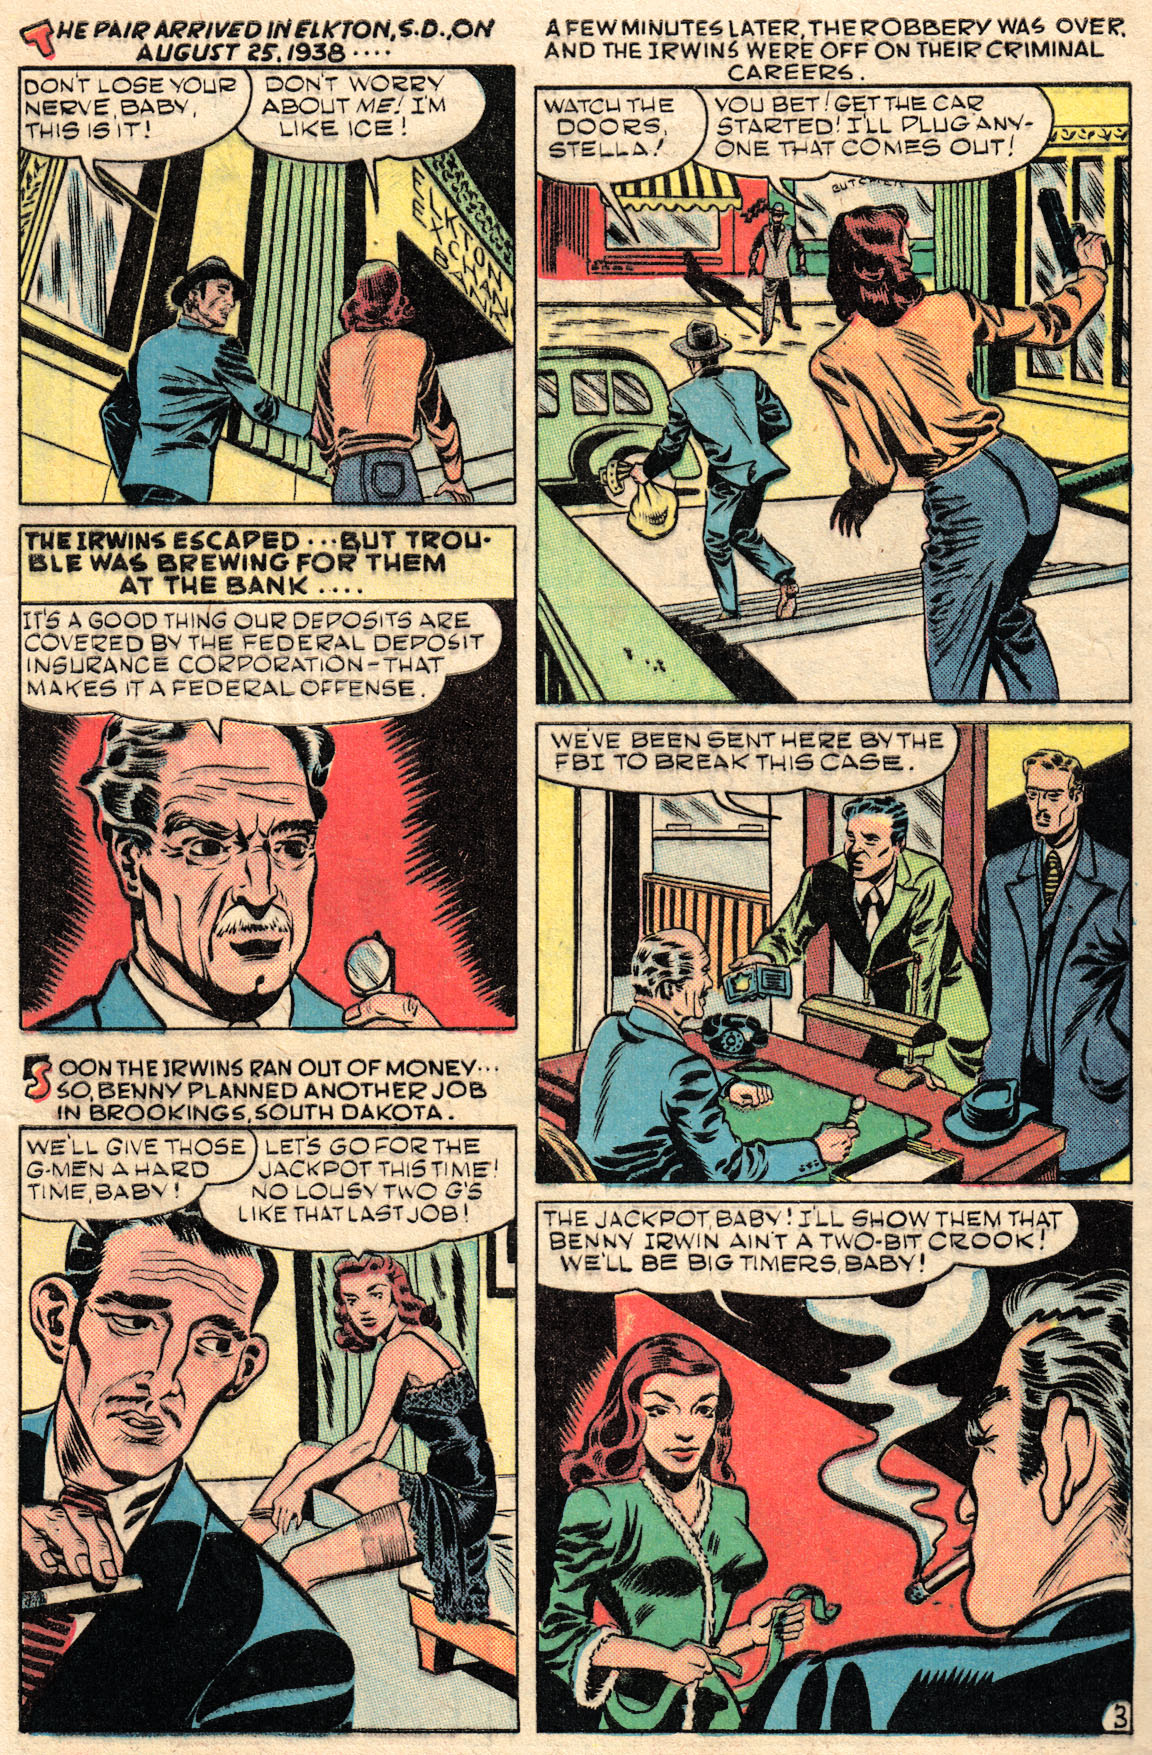 THE PAIR ARRIVED IN ELKTON, S.D., ON
AUGUST 25, 1938 ....
DON'T LOSE YOUR
NERVE, BABY,
THIS IS IT!
DON'T WORRY
ABOUT ME! I'M
LIKE ICE!
ELKTON
EXCHANGE
BANK
A FEW MINUTES LATER, THE ROBBERY WAS OVER,
AND THE IRWINS WERE OFF ON THEIR CRIMINAL
CAREERS.
WATCH THE
DOORS,
STELLA!
YOU BET! GET THE CAR
STARTED! I'LL PLUG ANY-
ONE THAT COMES OUT!
BUTCHER
THE IRWINS ESCAPED ... BUT TROU-
BLE WAS BREWING FOR THEM
AT THE BANK ....
IT'S A GOOD THING OUR DEPOSITS ARE
COVERED BY THE FEDERAL DEPOSIT
INSURANCE CORPORATION - THAT
MAKES IT A FEDERAL OFFENSE.
WE'VE BEEN SENT HERE BY THE
FBI TO BREAK THIS CASE.
SOON THE IRWINS RAN OUT OF MONEY...
SO, BENNY PLANNED ANOTHER JOB
IN BROOKINGS, SOUTH DAKOTA.
WE'LL GIVE THOSE
G-MEN A HARD
TIME, BABY!
LET'S GO FOR THE
JACKPOT THIS TIME!
NO LOUSY TWO G'S
LIKE THAT LAST JOB!
THE JACKPOT, BABY! I'LL SHOW THEM THAT
BENNY IRWIN AIN'T A TWO-BIT CROOK!
WE'LL BE BIG TIMERS, BABY!
3